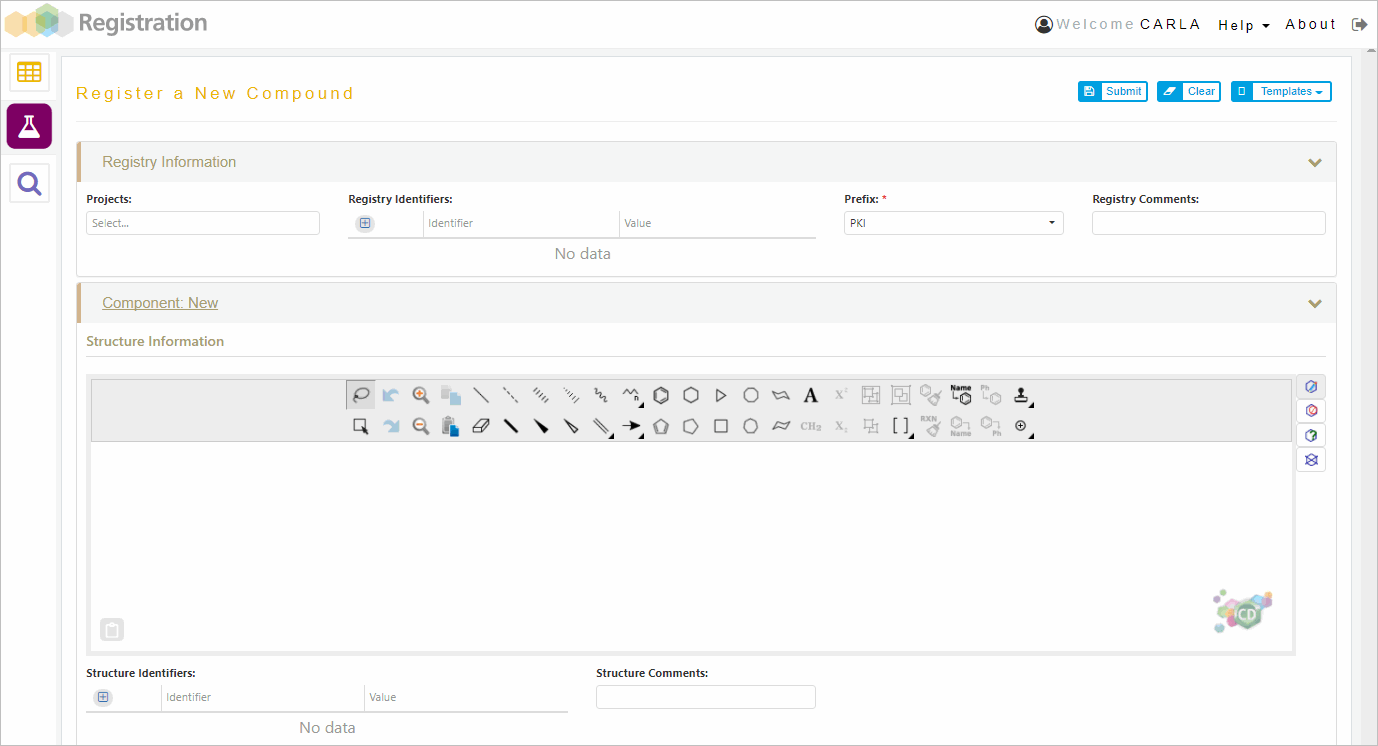 Registration
Welcome CARLA Help About
Register a New Compound
Submit Clear Templates
Registry Information
Projects: Registry Identifiers: Prefix: * Registry Comments:
Select... Identifier Value PKI
No data
Component: New
Structure Information
n A X² Name Ph
CH₂ X₂ [ ] RXN Name Ph
CD
Structure Identifiers: Structure Comments:
Identifier Value
No data